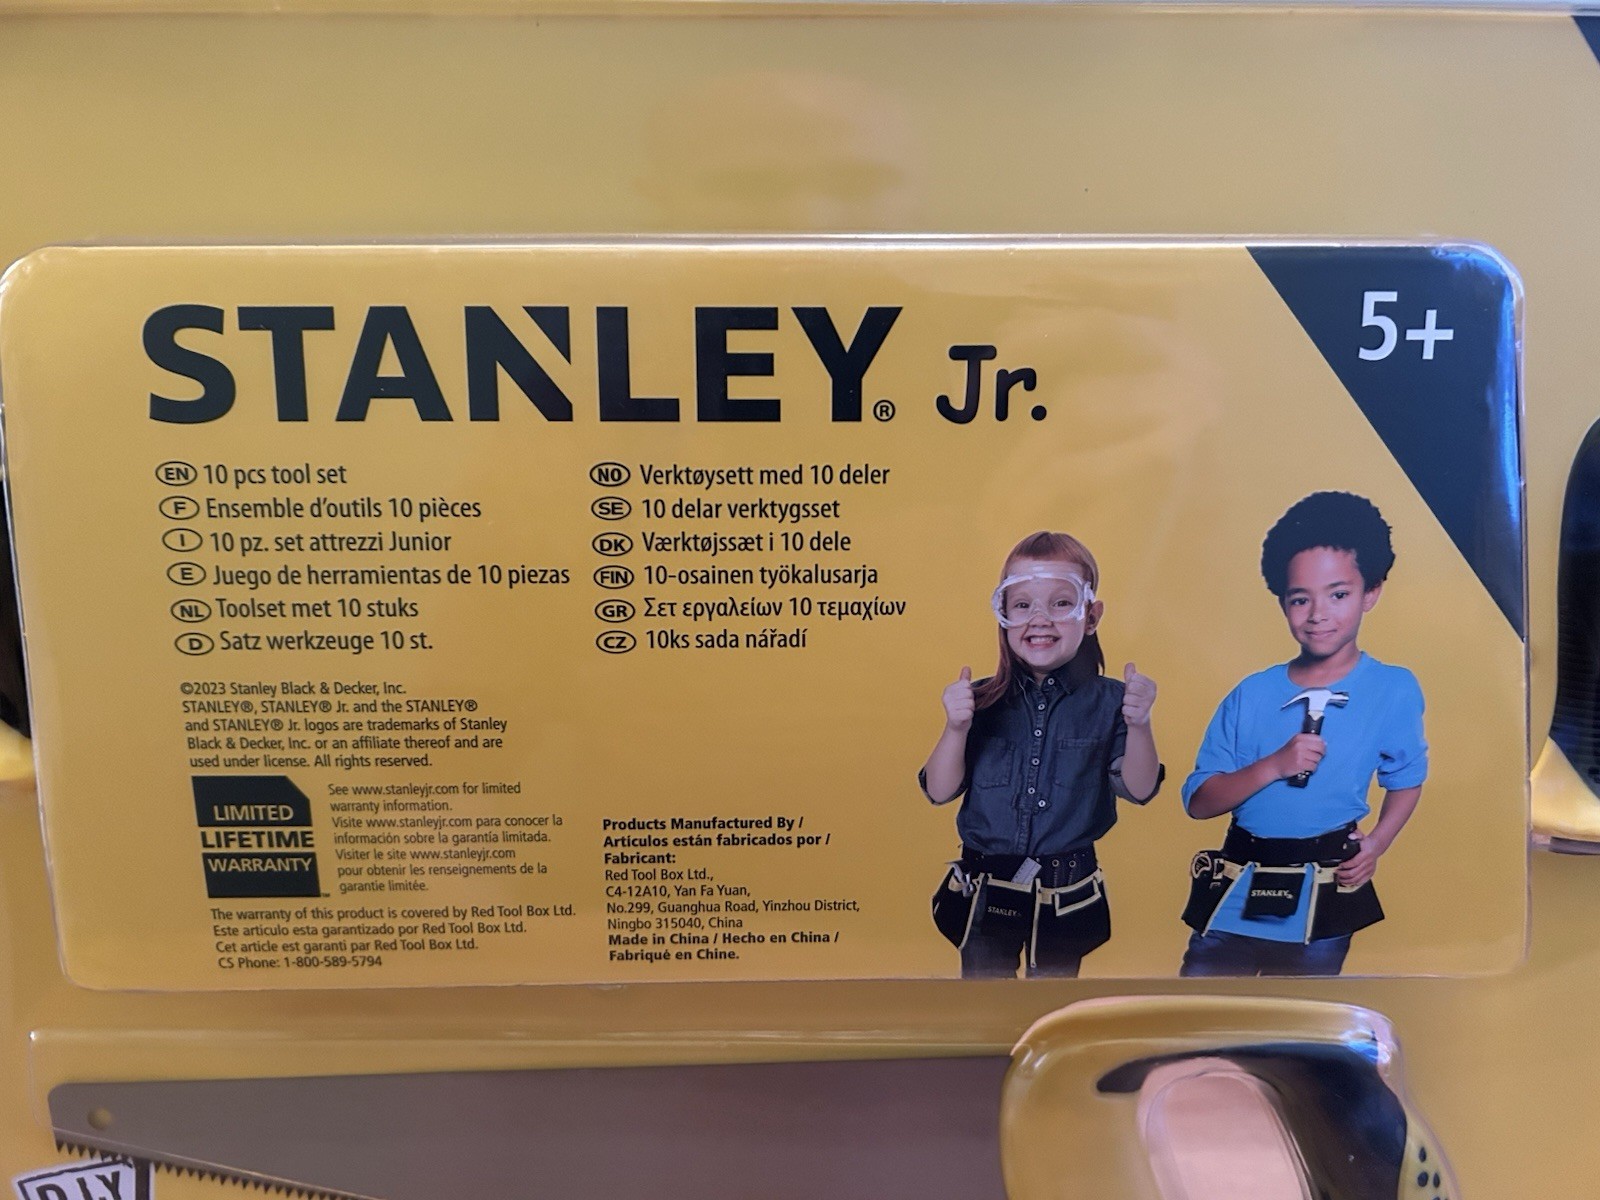 STANLEY® Jr.
5+
EN 10 pcs tool set
F Ensemble d'outils 10 pièces
I 10 pz. set attrezzi Junior
E Juego de herramientas de 10 piezas
NL Toolset met 10 stuks
D Satz werkzeuge 10 st.
NO Verktøysett med 10 deler
SE 10 delar verktygsset
DK Værktøjssæt i 10 dele
FIN 10-osainen työkalusarja
GR Σετ εργαλείων 10 τεμαχίων
CZ 10ks sada nářadí
©2023 Stanley Black & Decker, Inc.
STANLEY®, STANLEY® Jr. and the STANLEY®
and STANLEY® Jr. logos are trademarks of Stanley
Black & Decker, Inc. or an affiliate thereof and are
used under license. All rights reserved.
LIMITED
LIFETIME
WARRANTY™
See www.stanleyjr.com for limited
warranty information.
Visite www.stanleyjr.com para conocer la
información sobre la garantía limitada.
Visiter le site www.stanleyjr.com
pour obtenir les renseignements de la
garantie limitée.
The warranty of this product is covered by Red Tool Box Ltd.
Este articulo esta garantizado por Red Tool Box Ltd.
Cet article est garanti par Red Tool Box Ltd.
CS Phone: 1-800-589-5794
Products Manufactured By /
Artículos están fabricados por /
Fabricant:
Red Tool Box Ltd.,
C4-12A10, Yan Fa Yuan,
No.299, Guanghua Road, Yinzhou District,
Ningbo 315040, China
Made in China / Hecho en China /
Fabriqué en Chine.
STANLEY
STANLEY
D.I.Y